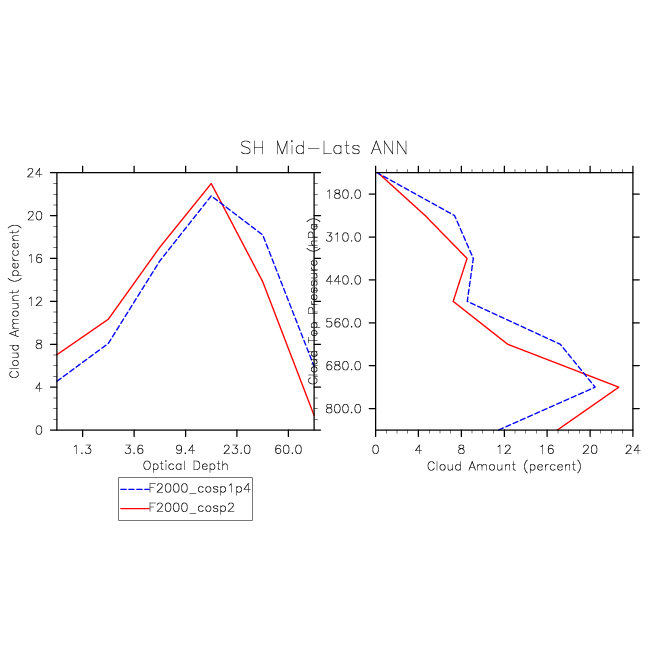 SH Mid-Lats ANN
Cloud Amount (percent)
24
20
16
12
8
4
0
1.3 3.6 9.4 23.0 60.0
Optical Depth
Cloud Top Pressure (hPa)
180.0
310.0
440.0
560.0
680.0
800.0
0 4 8 12 16 20 24
Cloud Amount (percent)
F2000_cosp1p4
F2000_cosp2